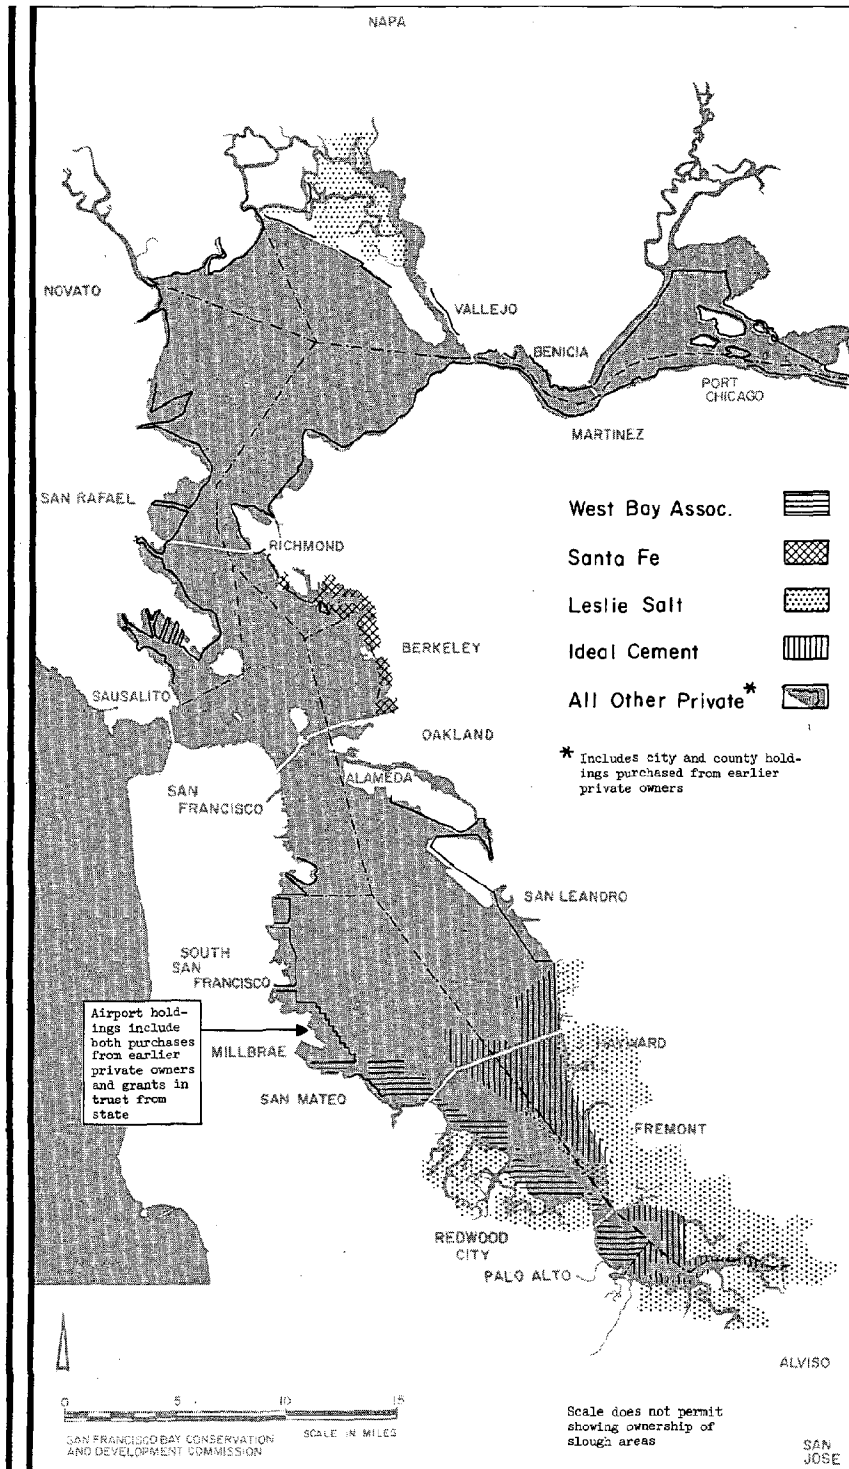 NAPA
NOVATO
VALLEJO
BENICIA
PORT
CHICAGO
MARTINEZ
SAN RAFAEL
RICHMOND
West Bay Assoc.
Santa Fe
Leslie Salt
Ideal Cement
All Other Private*
* Includes city and county hold-
ings purchased from earlier
private owners
BERKELEY
SAUSALITO
OAKLAND
ALAMEDA
SAN
FRANCISCO
SAN LEANDRO
SOUTH
SAN
FRANCISCO
Airport hold-
ings include
both purchases
from earlier
private owners
and grants in
trust from
state
MILLBRAE
HAYWARD
SAN MATEO
FREMONT
REDWOOD
CITY
PALO ALTO
ALVISO
0 5 10 15
SCALE IN MILES
SAN FRANCISCO BAY CONSERVATION
AND DEVELOPMENT COMMISSION
Scale does not permit
showing ownership of
slough areas
SAN
JOSE